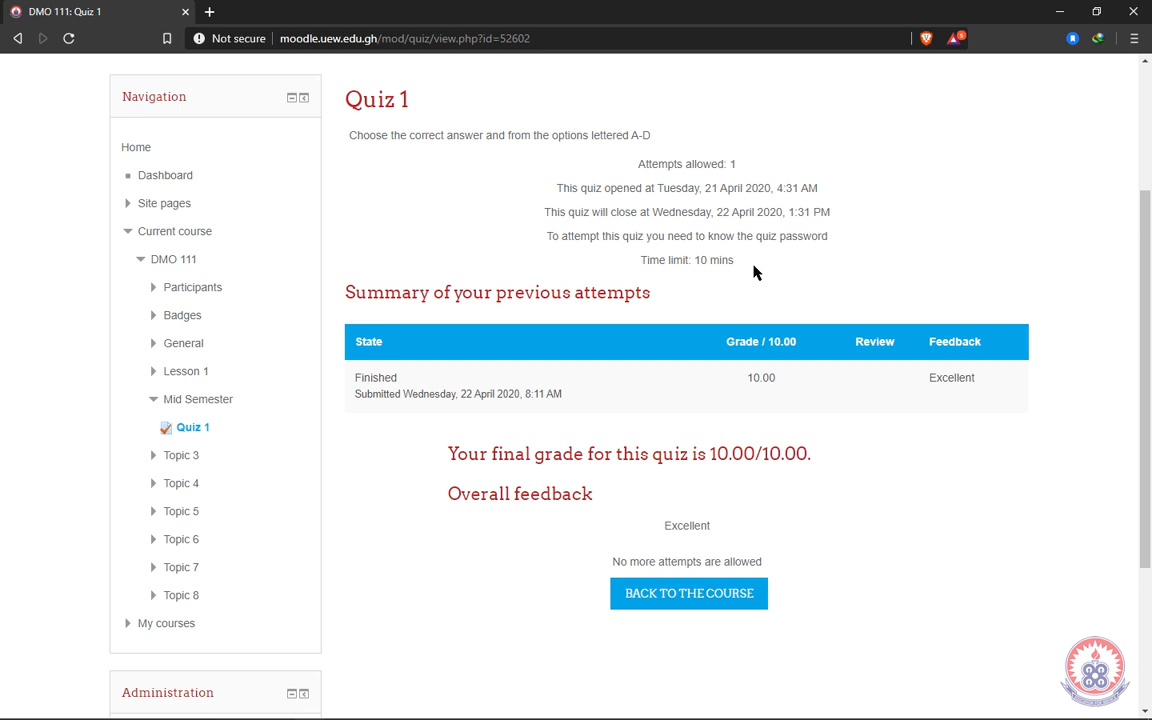 DMO 111: Quiz 1
Not secure
moodle.uew.edu.gh/mod/quiz/view.php?id=52602
5
Navigation
Home
Dashboard
Site pages
Current course
DMO 111
Participants
Badges
General
Lesson 1
Mid Semester
Quiz 1
Topic 3
Topic 4
Topic 5
Topic 6
Topic 7
Topic 8
My courses
Administration
Quiz 1
Choose the correct answer and from the options lettered A-D
Attempts allowed: 1
This quiz opened at Tuesday, 21 April 2020, 4:31 AM
This quiz will close at Wednesday, 22 April 2020, 1:31 PM
To attempt this quiz you need to know the quiz password
Time limit: 10 mins
Summary of your previous attempts
State Grade / 10.00 Review Feedback
Finished 10.00 Excellent
Submitted Wednesday, 22 April 2020, 8:11 AM
Your final grade for this quiz is 10.00/10.00.
Overall feedback
Excellent
No more attempts are allowed
BACK TO THE COURSE